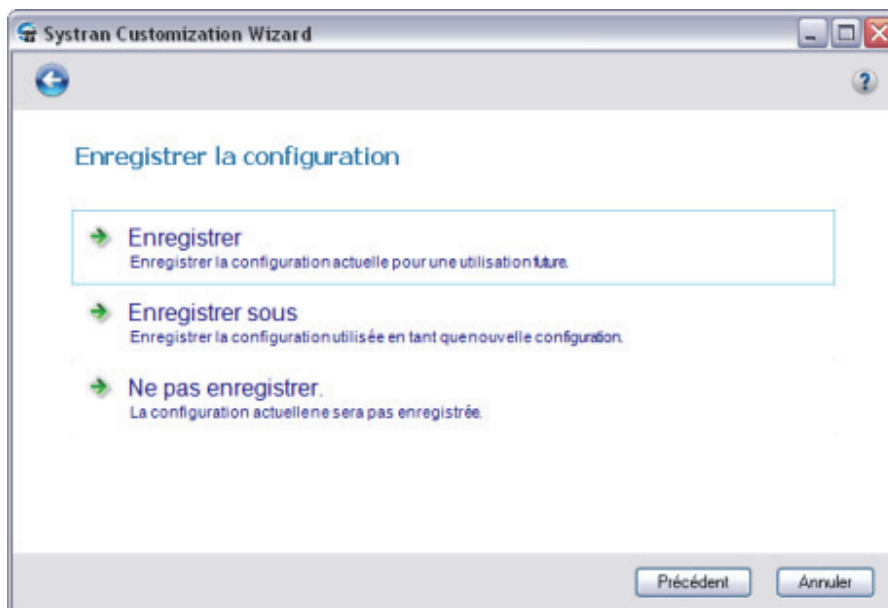 Systran Customization Wizard
?
Enregistrer la configuration
Enregistrer
Enregistrer la configuration actuelle pour une utilisation future.
Enregistrer sous
Enregistrer la configuration utilisée en tant que nouvelle configuration.
Ne pas enregistrer.
La configuration actuelle ne sera pas enregistrée.
Précédent Annuler